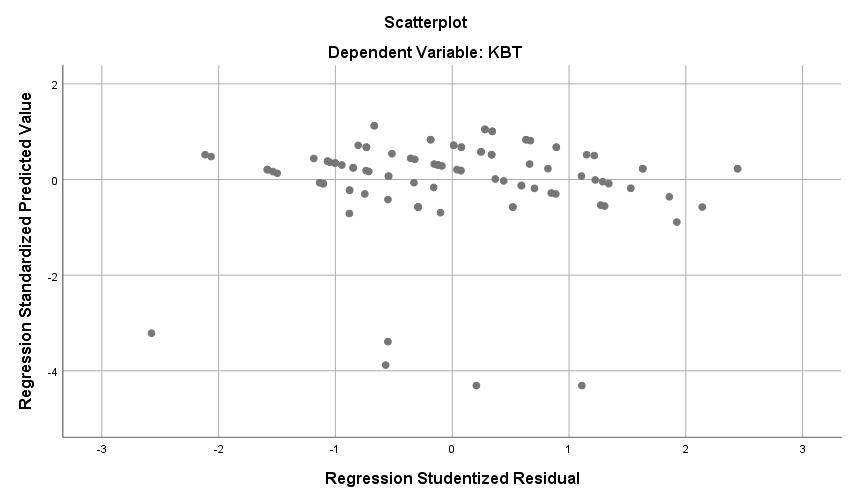 Scatterplot
Dependent Variable: KBT
Regression Standardized Predicted Value
2
0
-2
-4
-3 -2 -1 0 1 2 3
Regression Studentized Residual